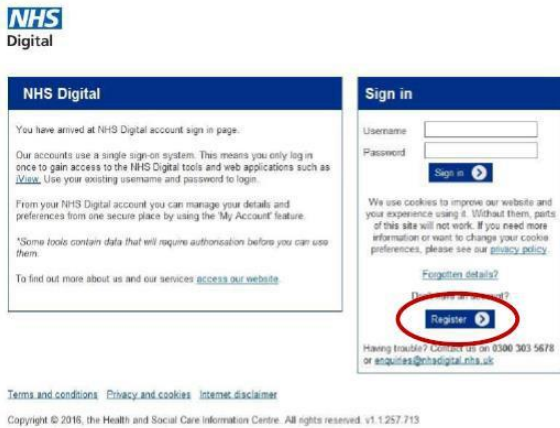 NHS
Digital
NHS Digital
You have arrived at NHS Digital account sign in page.
Our accounts use a single sign-on system. This means you only log in
once to gain access to the NHS Digital tools and web applications such as
iView. Use your existing username and password to login.
From your NHS Digital account you can manage your details and
preferences from one secure place by using the 'My Account' feature.
*Some tools contain data that will require authorisation before you can use
them.
To find out more about us and our services access our website.
Sign in
Username
Password
Sign in
We use cookies to improve our website and
your experience using it. Without them, parts
of this site will not work. If you need more
information or want to change your cookie
preferences, please see our privacy policy.
Forgotten details?
Don't have an account?
Register
Having trouble? Contact us on 0300 303 5678
or enquiries@nhsdigital.nhs.uk
Terms and conditions Privacy and cookies Internet disclaimer
Copyright © 2016, the Health and Social Care Information Centre. All rights reserved. v1.1.257.713